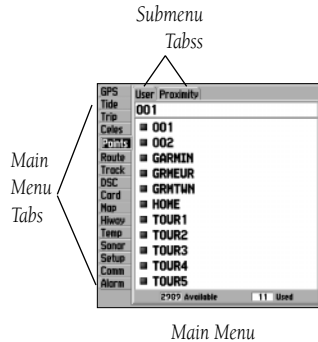 Submenu
Tabss
GPS
Tide
Trip
Celes
Points
Route
Track
DSC
Card
Map
Hiway
Temp
Sonar
Setup
Comm
Alarm
User Proximity
001
001
002
GARMIN
GRMEUR
GRMTWN
HOME
TOUR1
TOUR2
TOUR3
TOUR4
TOUR5
2989 Available 11 Used
Main
Menu
Tabs
Main Menu